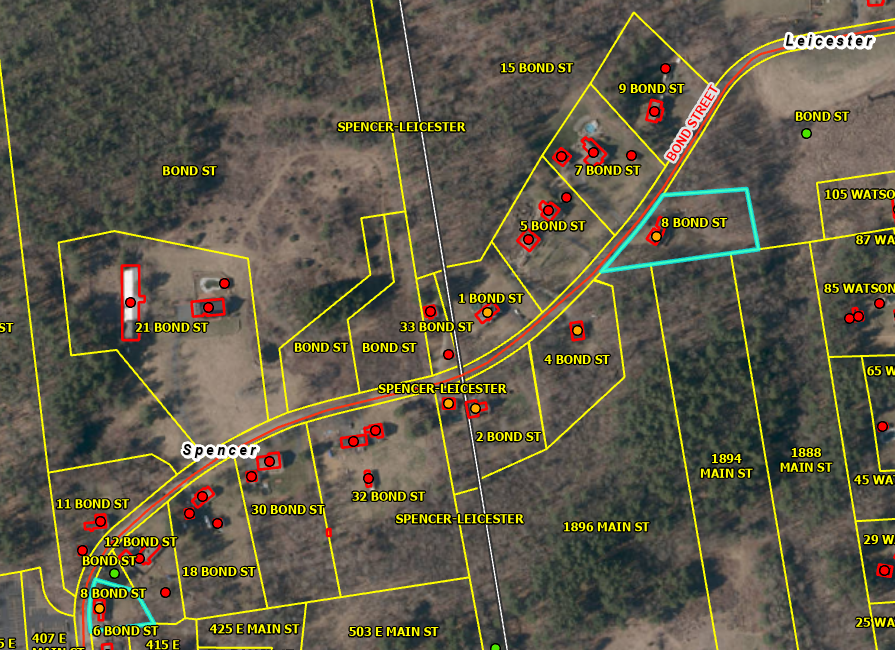 Leicester
15 BOND ST
9 BOND ST
BOND STREET
BOND ST
SPENCER-LEICESTER
BOND ST
7 BOND ST
105 WATSO
5 BOND ST
8 BOND ST
87 WA
85 WATSON
1 BOND ST
21 BOND ST
33 BOND ST
ST
BOND ST
BOND ST
4 BOND ST
65 W
SPENCER-LEICESTER
2 BOND ST
Spencer
1894
MAIN ST
1888
MAIN ST
45 WA
11 BOND ST
32 BOND ST
30 BOND ST
SPENCER-LEICESTER
1896 MAIN ST
29 W
12 BOND ST
BOND ST
18 BOND ST
8 BOND ST
25 WA
6 BOND ST
425 E MAIN ST
503 E MAIN ST
407 E
MAIN ST
415 E
5 E